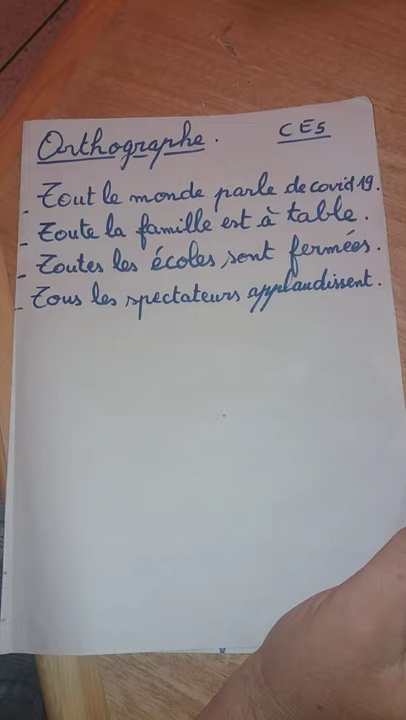 Orthographe. CE5
- Tout le monde parle de covid 19.
- Toute la famille est à table.
- Toutes les écoles sont fermées.
- Tous les spectateurs applaudissent.